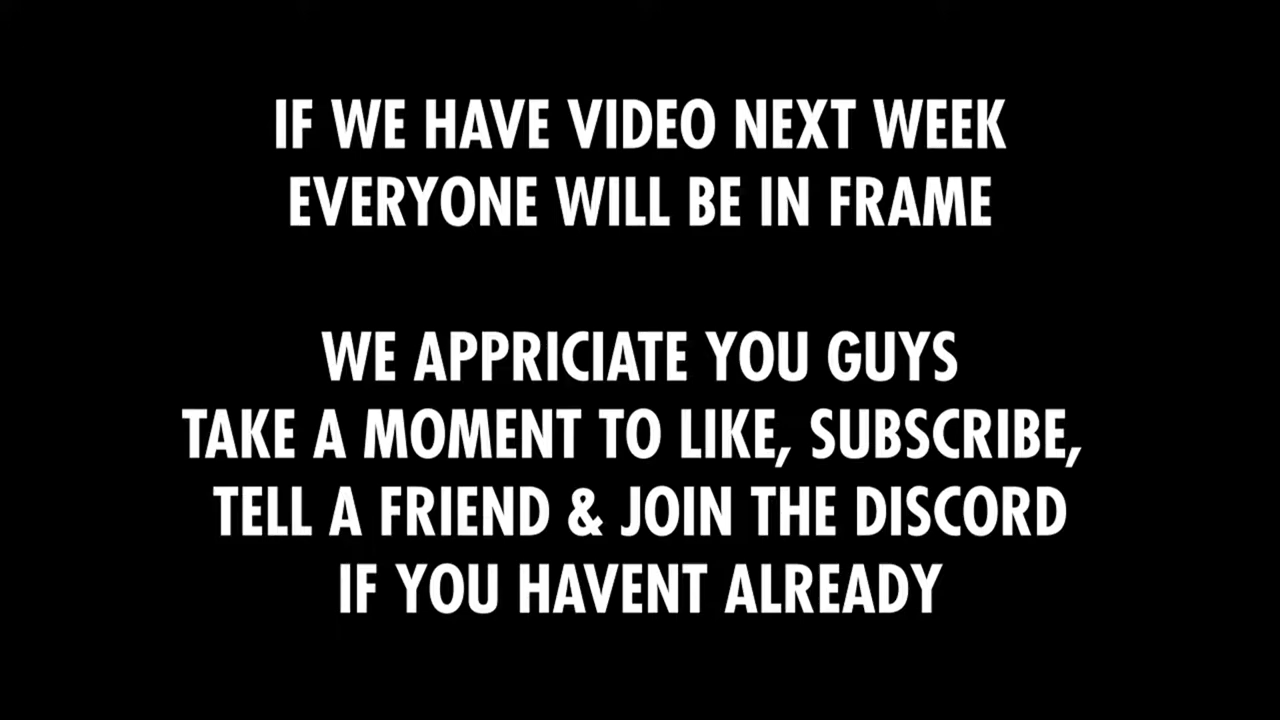 IF WE HAVE VIDEO NEXT WEEK
EVERYONE WILL BE IN FRAME
WE APPRICIATE YOU GUYS
TAKE A MOMENT TO LIKE, SUBSCRIBE,
TELL A FRIEND & JOIN THE DISCORD
IF YOU HAVENT ALREADY